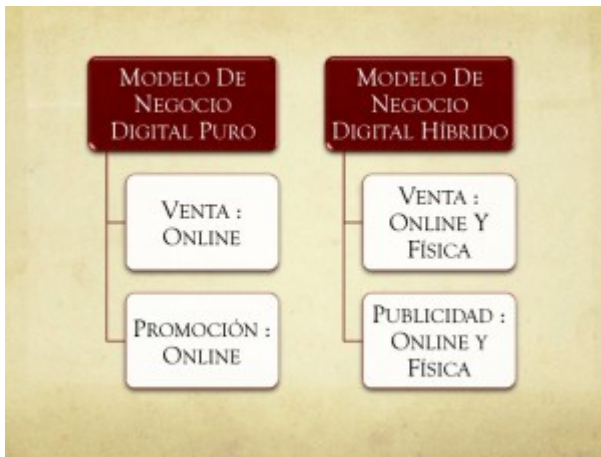 Modelo De
Negocio
Digital Puro
Venta :
Online
Promoción :
Online
Modelo De
Negocio
Digital Híbrido
Venta :
Online Y
Física
Publicidad :
Online y
Física